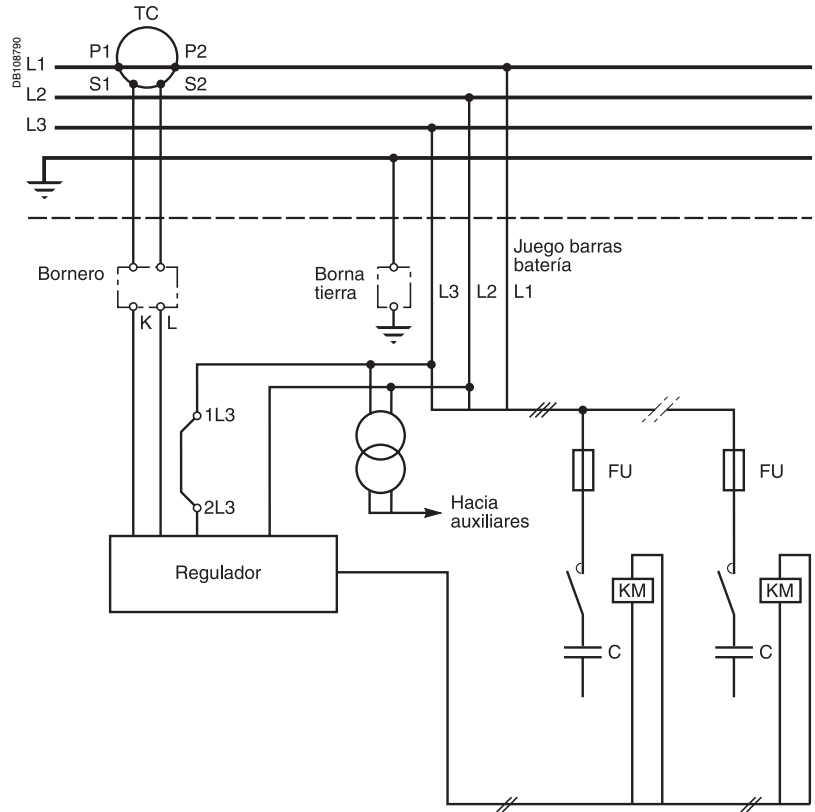 TC
P1 P2
DB108790
L1
S1 S2
L2
L3
Juego barras
batería
Bornero
Borna
tierra
L3 L2 L1
K L
1L3
FU FU
2L3
Hacia
auxiliares
Regulador
KM KM
C C